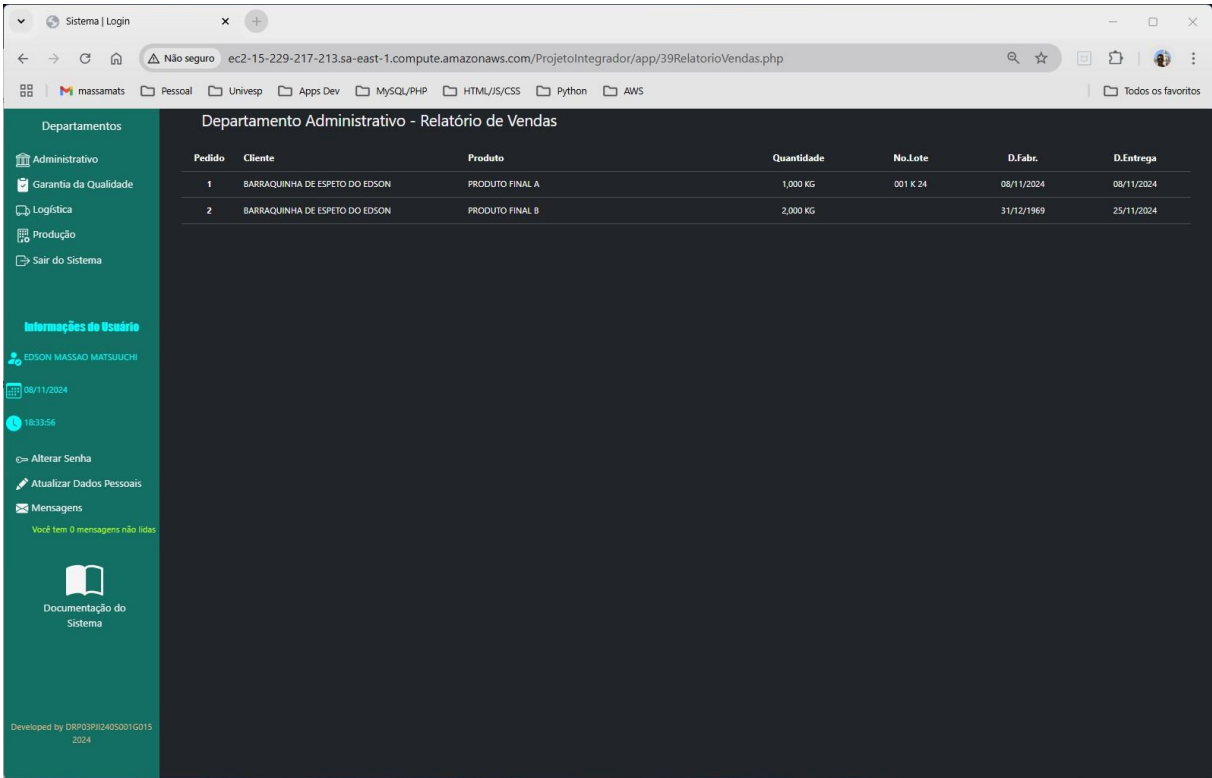 Sistema | Login
Não seguro ec2-15-229-217-213.sa-east-1.compute.amazonaws.com/ProjetoIntegrador/app/39RelatorioVendas.php
massamats Pessoal Univesp Apps Dev MySQL/PHP HTML/JS/CSS Python AWS Todos os favoritos
Departamentos
Administrativo
Garantia da Qualidade
Logística
Produção
Sair do Sistema
Informações do Usuário
EDSON MASSAO MATSUUCHI
08/11/2024
18:33:56
Alterar Senha
Atualizar Dados Pessoais
Mensagens
Você tem 0 mensagens não lidas
Documentação do
Sistema
Developed by DRP03PJI240S001G015
2024
Departamento Administrativo - Relatório de Vendas
Pedido Cliente Produto Quantidade No.Lote D.Fabr. D.Entrega
1 BARRAQUINHA DE ESPETO DO EDSON PRODUTO FINAL A 1,000 KG 001 K 24 08/11/2024 08/11/2024
2 BARRAQUINHA DE ESPETO DO EDSON PRODUTO FINAL B 2,000 KG 31/12/1969 25/11/2024